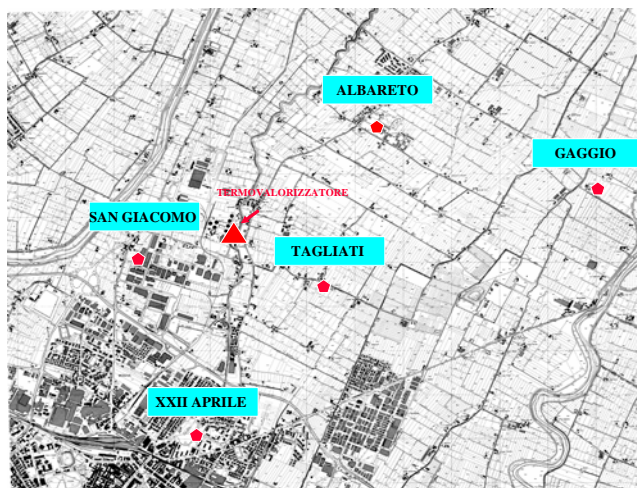 ALBARETO
GAGGIO
TERMOVALORIZZATORE
SAN GIACOMO
TAGLIATI
XXII APRILE